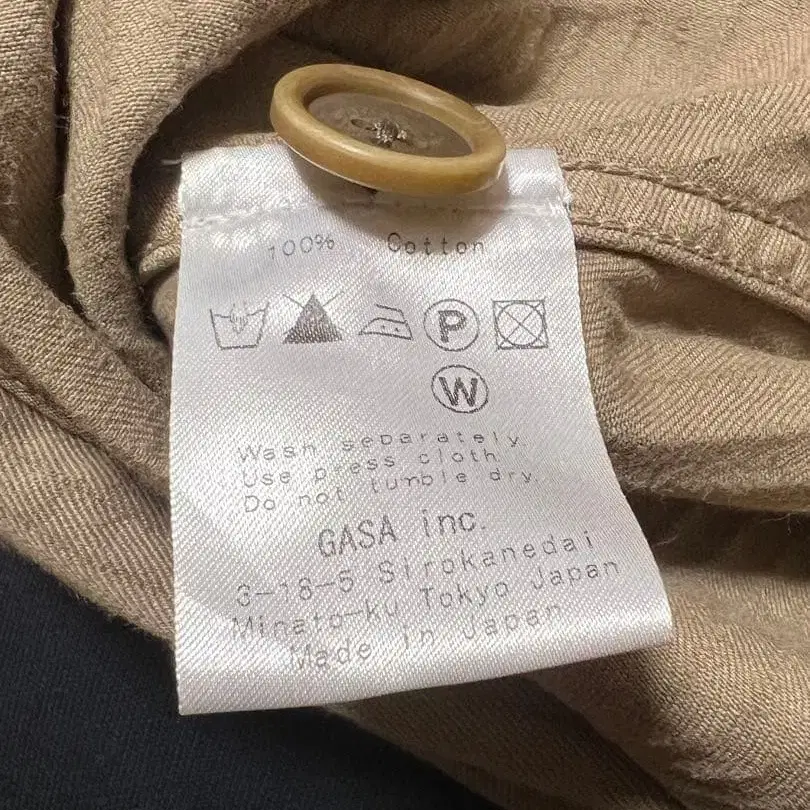 100% Cotton
P
W
Wash separately.
Use press cloth.
Do not tumble dry.
GASA inc.
3-18-5 Sirokanedai
Minato-ku Tokyo Japan
Made in Japan